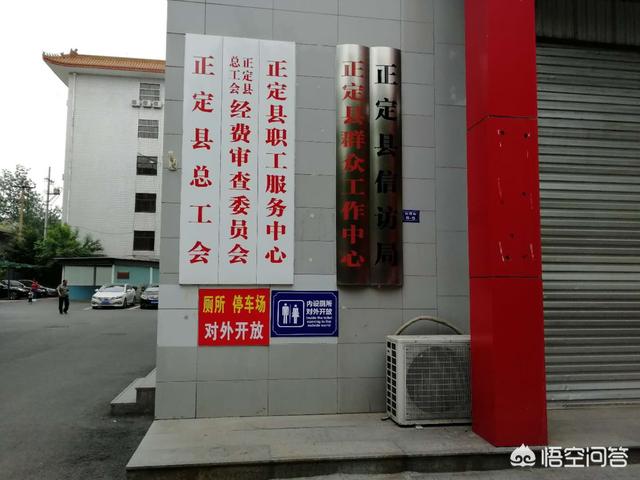 正定县总工会
正定县总工会经费审查委员会
正定县职工服务中心
正定县群众工作中心
正定县信访局
厕所 停车场
对外开放
内设厕所
对外开放
悟空问答